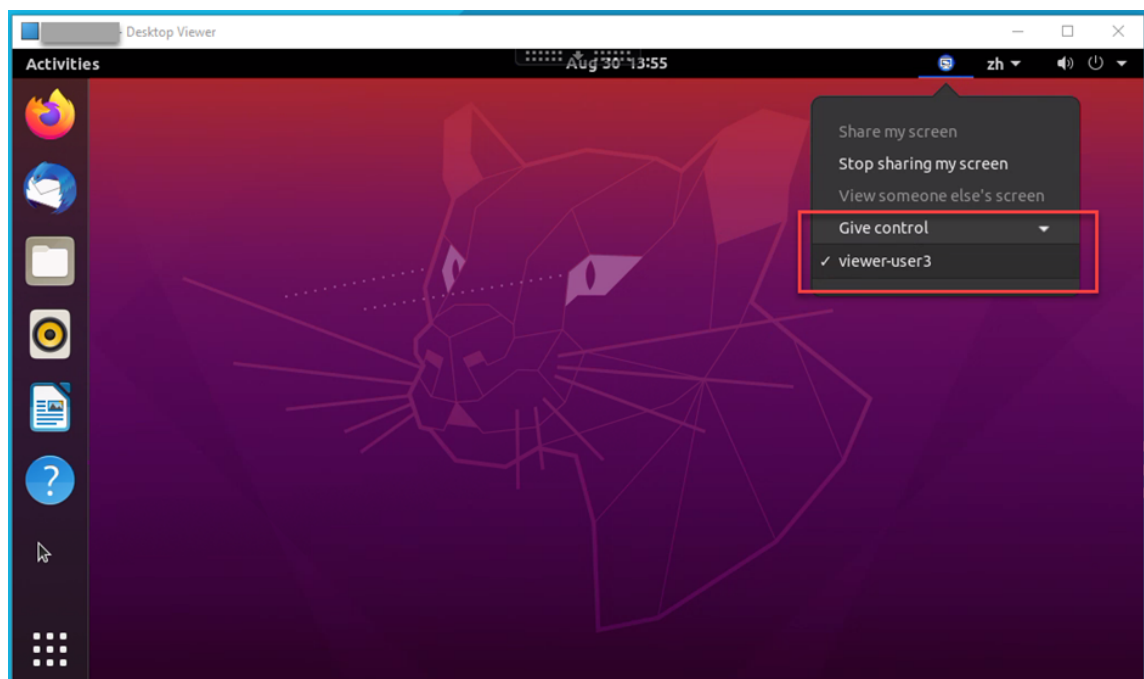 - Desktop Viewer
Activities
Aug 30 13:55
zh
Share my screen
Stop sharing my screen
View someone else's screen
Give control
✓ viewer-user3
?